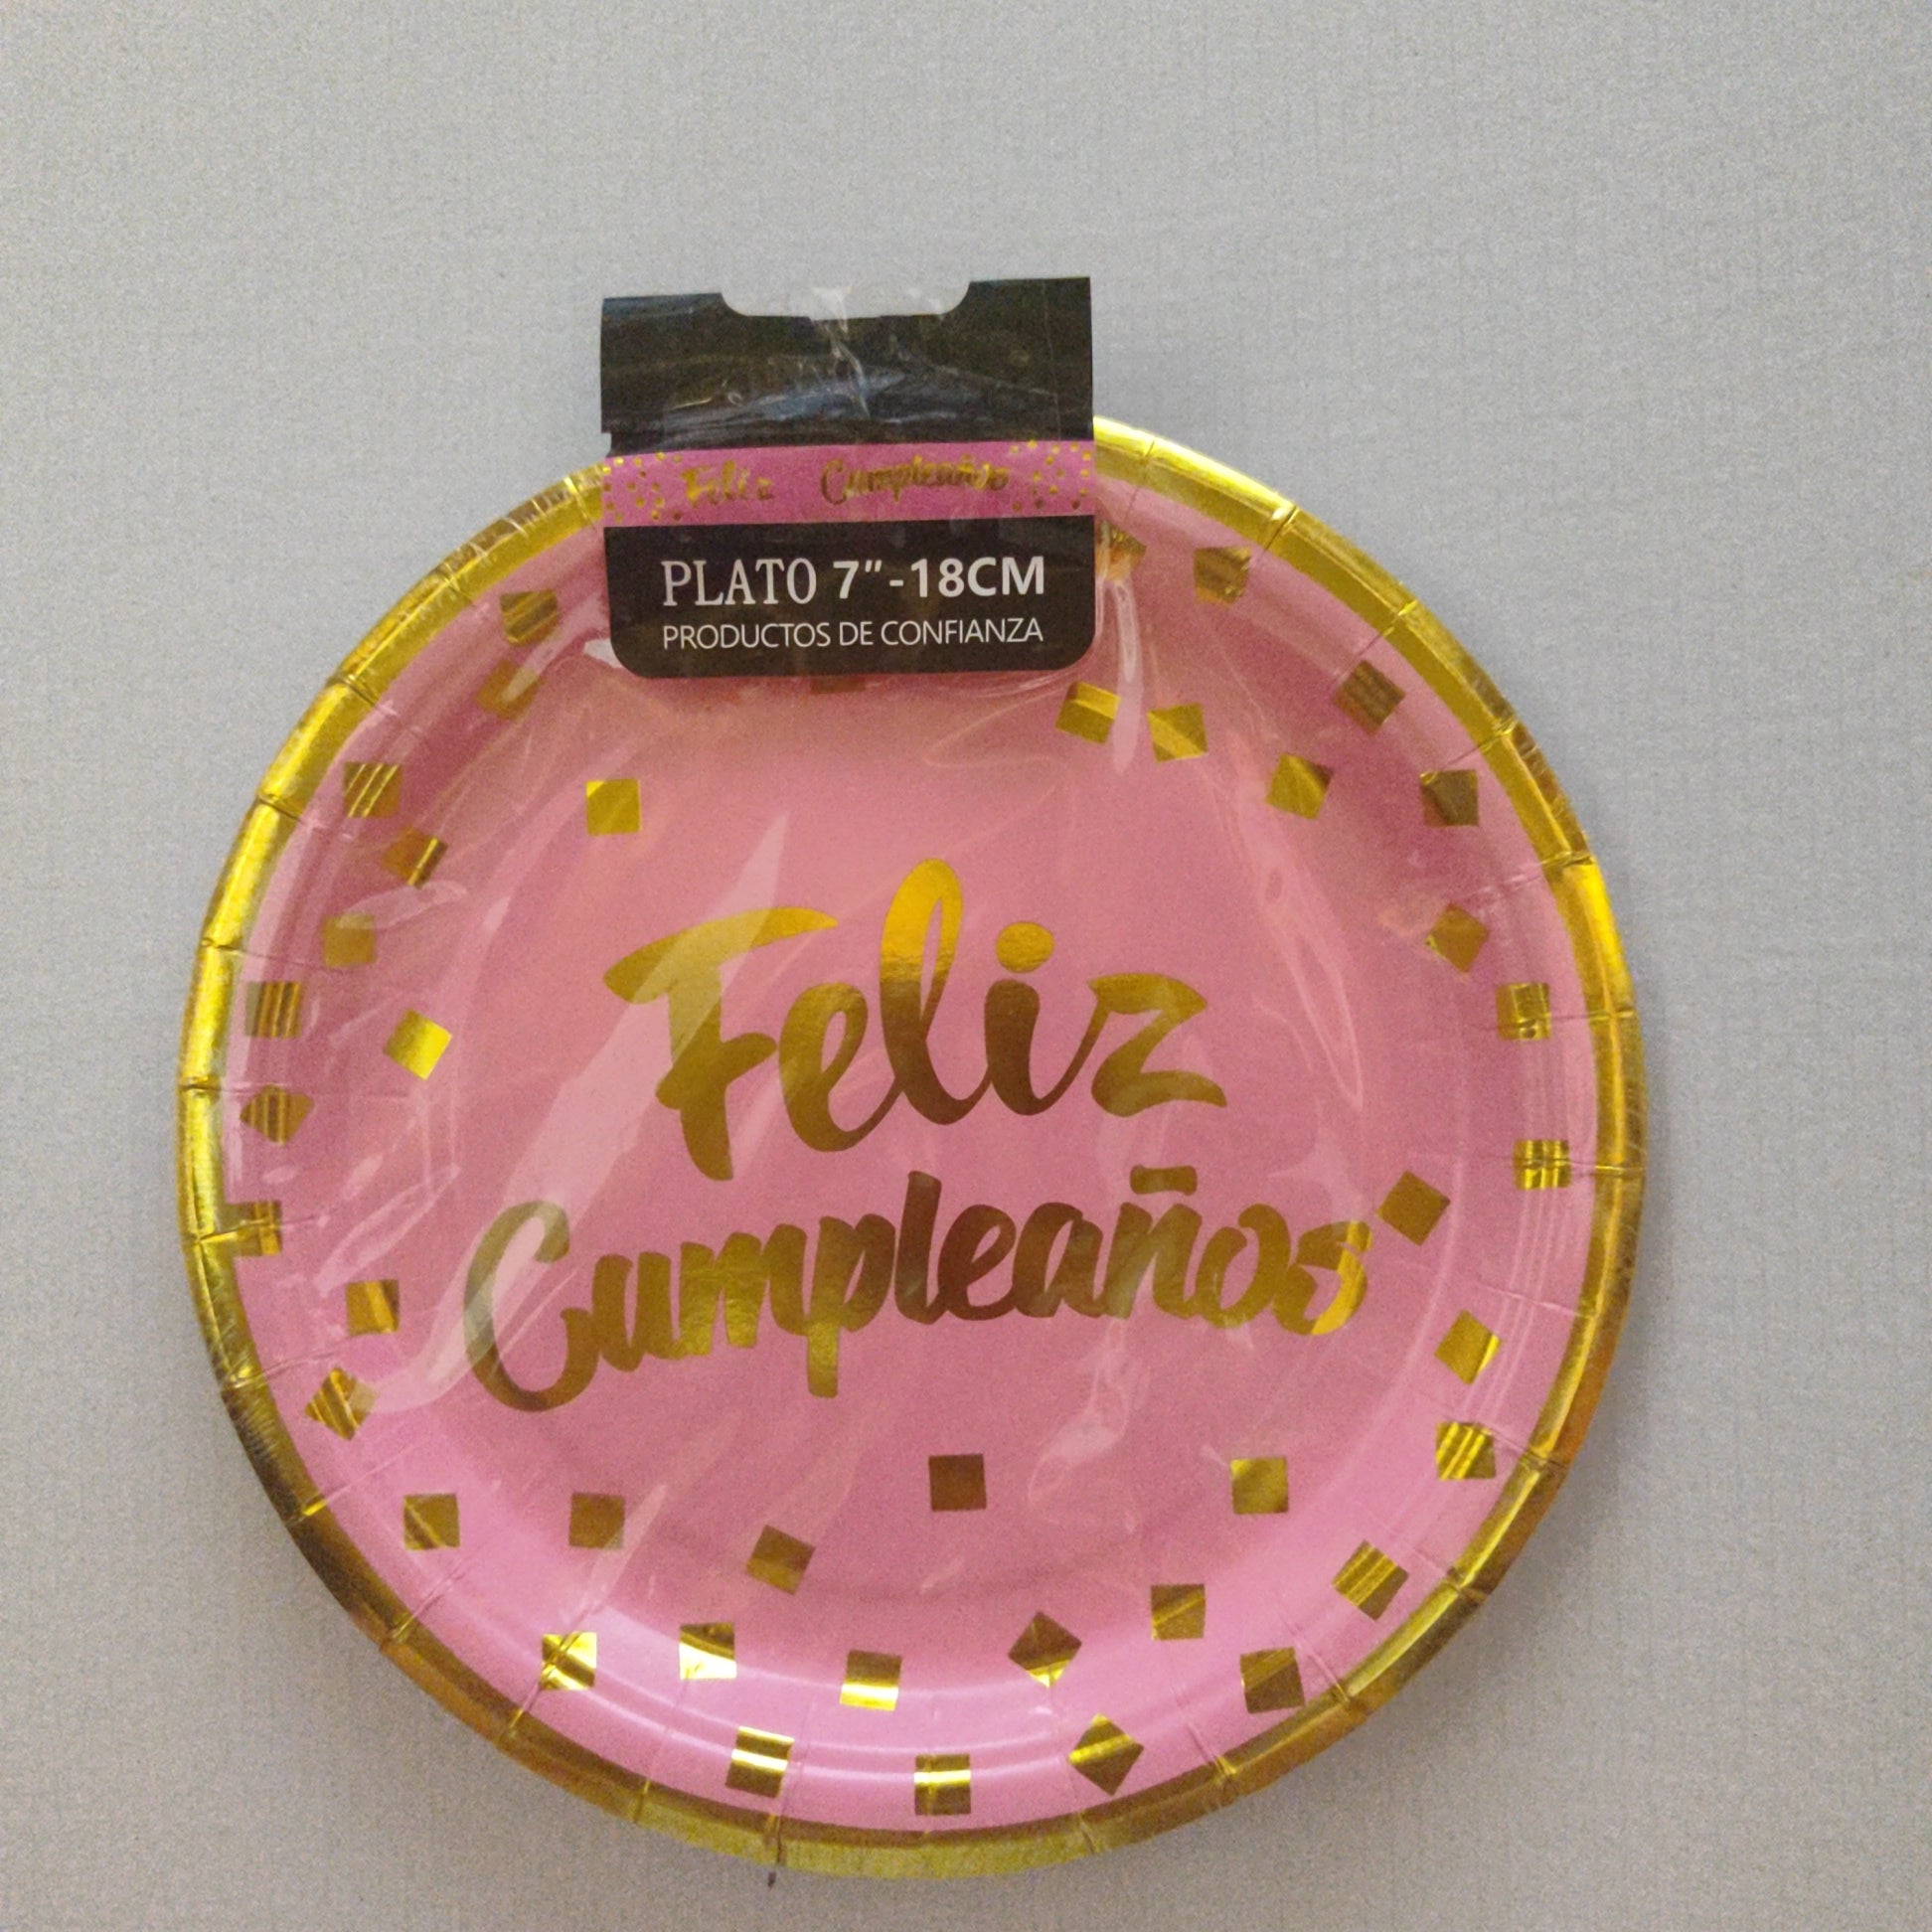 Feliz Cumpleaños
PLATO 7"-18CM
PRODUCTOS DE CONFIANZA
Feliz
Cumpleaños